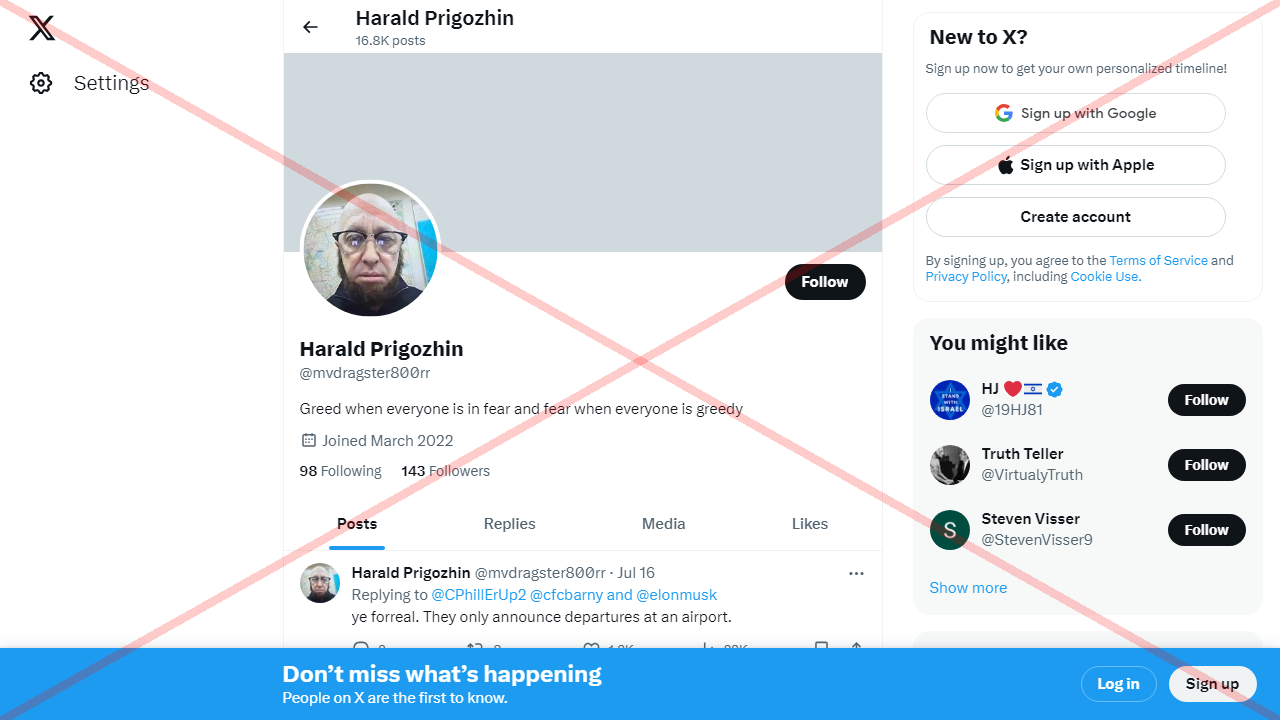 Settings
Harald Prigozhin
16.8K posts
Follow
Harald Prigozhin
@mvdragster800rr
Greed when everyone is in fear and fear when everyone is greedy
Joined March 2022
98 Following 143 Followers
Posts Replies Media Likes
Harald Prigozhin @mvdragster800rr · Jul 16
Replying to @CPhillErUp2 @cfcbarny and @elonmusk
ye forreal. They only announce departures at an airport.
New to X?
Sign up now to get your own personalized timeline!
Sign up with Google
Sign up with Apple
Create account
By signing up, you agree to the Terms of Service and
Privacy Policy, including Cookie Use.
You might like
I STAND WITH ISRAEL
HJ ❤️🇮🇱
@19HJ81
Follow
Truth Teller
@VirtualyTruth
Follow
S
Steven Visser
@StevenVisser9
Follow
Show more
Don't miss what's happening
People on X are the first to know.
Log in
Sign up